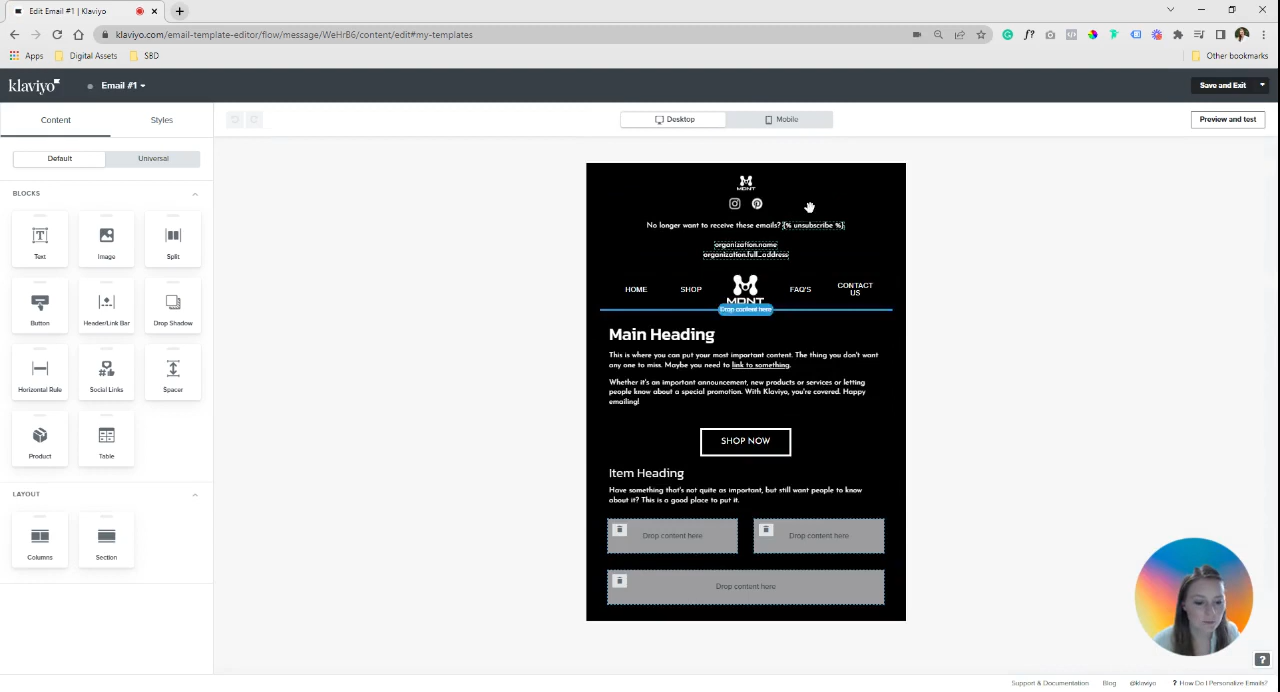 Edit Email #1 | Klaviyo
klaviyo.com/email-template-editor/flow/message/WeHrB6/content/edit#my-templates
Apps
Digital Assets
SBD
Other bookmarks
klaviyo
Email #1
Save and Exit
Content
Styles
Desktop
Mobile
Preview and test
Default
Universal
BLOCKS
Text
Image
Split
Button
Header/Link Bar
Drop Shadow
Horizontal Rule
Social Links
Spacer
Product
Table
LAYOUT
Columns
Section
MDNT
No longer want to receive these emails? {% unsubscribe %}.
organization.name
organization.full_address
HOME
SHOP
MDNT
FAQ'S
CONTACT
US
Drop content here
Main Heading
This is where you can put your most important content. The thing you don't want
any one to miss. Maybe you need to link to something.
Whether it's an important announcement, new products or services or letting
people know about a special promotion. With Klaviyo, you're covered. Happy
emailing!
SHOP NOW
Item Heading
Have something that's not quite as important, but still want people to know
about it? This is a good place to put it.
Drop content here
Drop content here
Drop content here
?
Support & Documentation
Blog
@klaviyo
? How Do I Personalize Emails?